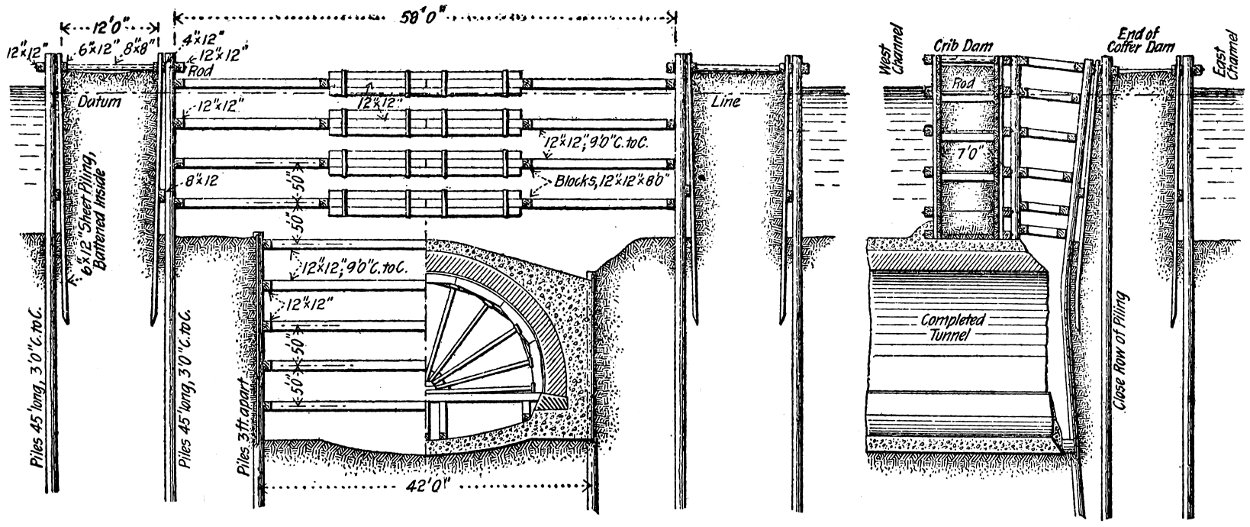 58'0"
12'0"
4"x12"
12"x12"
6"x12"
8"x8"
12"x12"
Rod
Datum
Line
12"x12"
12"x12"
12"x12", 9'0"C. to C.
8"x12
Blocks, 12"x12"x8'0"
5'0"
5'0"
6"x12" Sheet Piling,
Battened Inside
12"x12", 9'0"C. to C.
12"x12"
5'0"
5'0"
Piles 45' long, 3'0"C. to C.
Piles 45' long, 3'0"C. to C.
Piles 3 ft. apart
42'0"
West
Channel
Crib Dam
End of
Coffer Dam
East
Channel
Rod
7'0"
Completed
Tunnel
Close Row of Piling